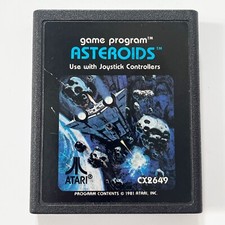 game program™
ASTEROIDS™
Use with Joystick Controllers
ATARI®
CX2649
PROGRAM CONTENTS © 1981 ATARI, INC.